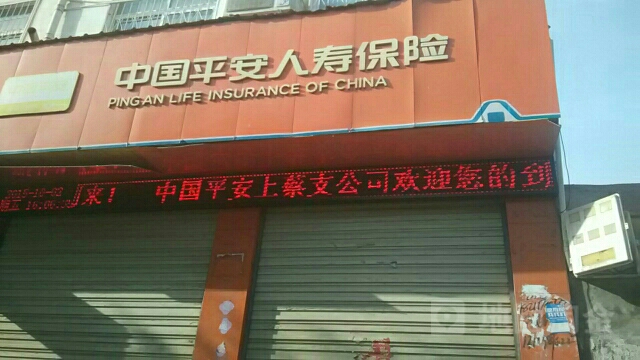 中国平安人寿保险
PING AN LIFE INSURANCE OF CHINA
来! 中国平安上蔡支公司欢迎您的到